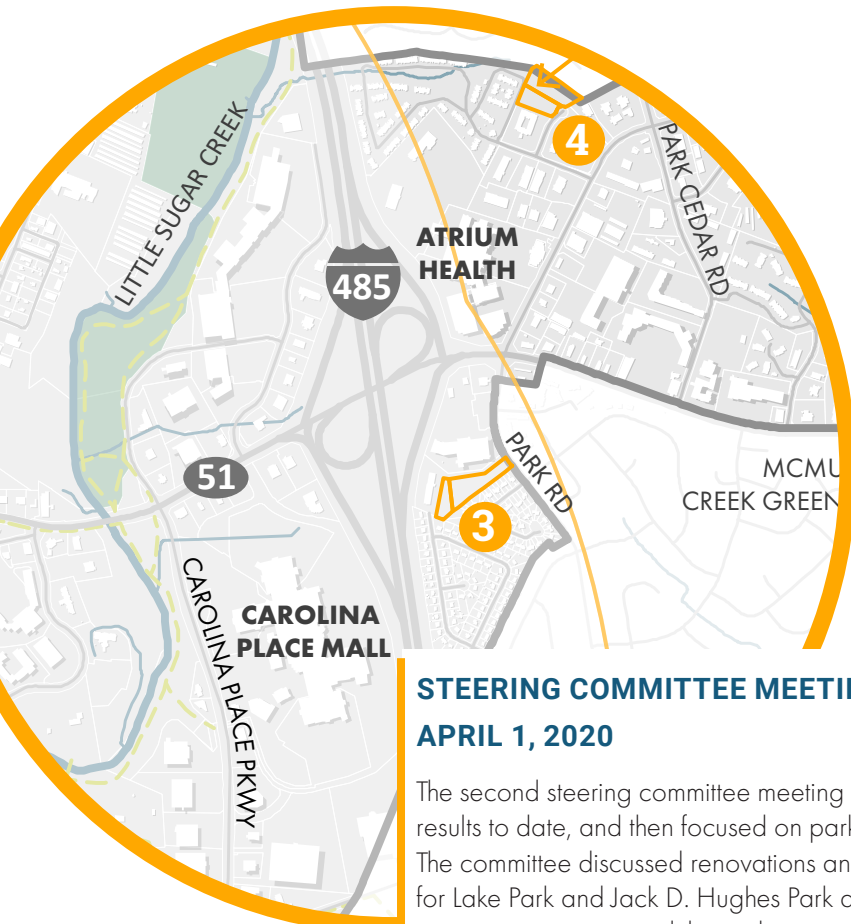 LITTLE SUGAR CREEK
4
PARK CEDAR RD
ATRIUM
HEALTH
485
PARK RD
51
3
CREEK
CAROLINA PLACE PKWY
CAROLINA
PLACE MALL
STEERING COMMITTEE
APRIL 1, 2020
The second steering committee meeting
results to date, and then focused on park
The committee discussed renovations an
for Lake Park and Jack D. Hughes Park